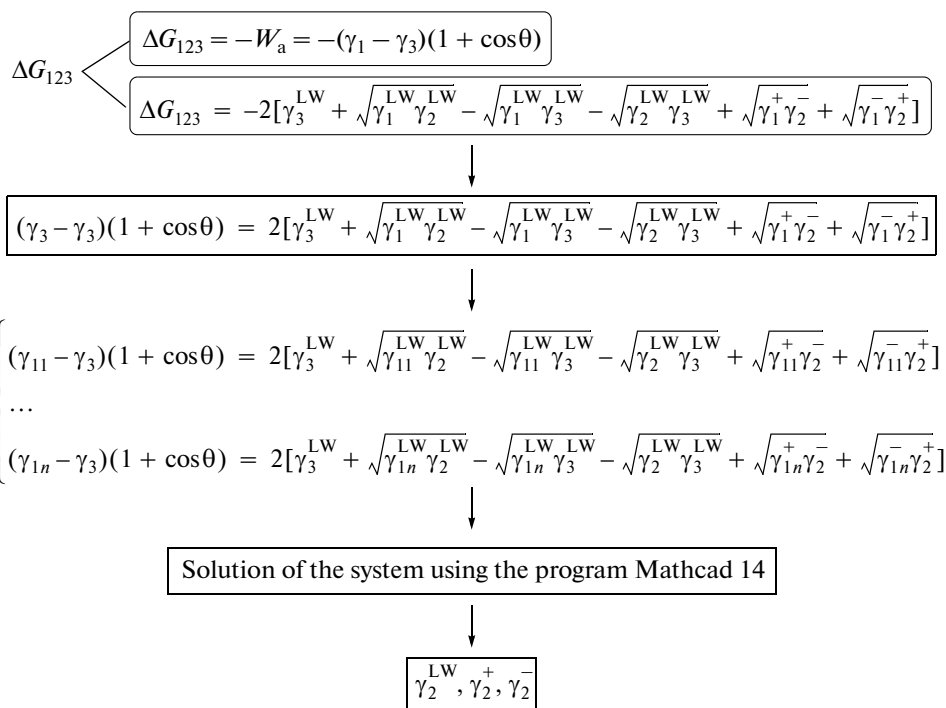 ΔG₁₂₃ = −Wₐ = −(γ₁ − γ₃)(1 + cosθ)
ΔG₁₂₃
ΔG₁₂₃ = −2[γ₃^LW + √(γ₁^LW γ₂^LW) − √(γ₁^LW γ₃^LW) − √(γ₂^LW γ₃^LW) + √(γ₁^+ γ₂^−) + √(γ₁^− γ₂^+)]
(γ₃ − γ₃)(1 + cosθ) = 2[γ₃^LW + √(γ₁^LW γ₂^LW) − √(γ₁^LW γ₃^LW) − √(γ₂^LW γ₃^LW) + √(γ₁^+ γ₂^−) + √(γ₁^− γ₂^+)]
(γ₁₁ − γ₃)(1 + cosθ) = 2[γ₃^LW + √(γ₁₁^LW γ₂^LW) − √(γ₁₁^LW γ₃^LW) − √(γ₂^LW γ₃^LW) + √(γ₁₁^+ γ₂^−) + √(γ₁₁^− γ₂^+)]
...
(γ₁ₙ − γ₃)(1 + cosθ) = 2[γ₃^LW + √(γ₁ₙ^LW γ₂^LW) − √(γ₁ₙ^LW γ₃^LW) − √(γ₂^LW γ₃^LW) + √(γ₁ₙ^+ γ₂^−) + √(γ₁ₙ^− γ₂^+)]
Solution of the system using the program Mathcad 14
γ₂^LW, γ₂^+, γ₂^−